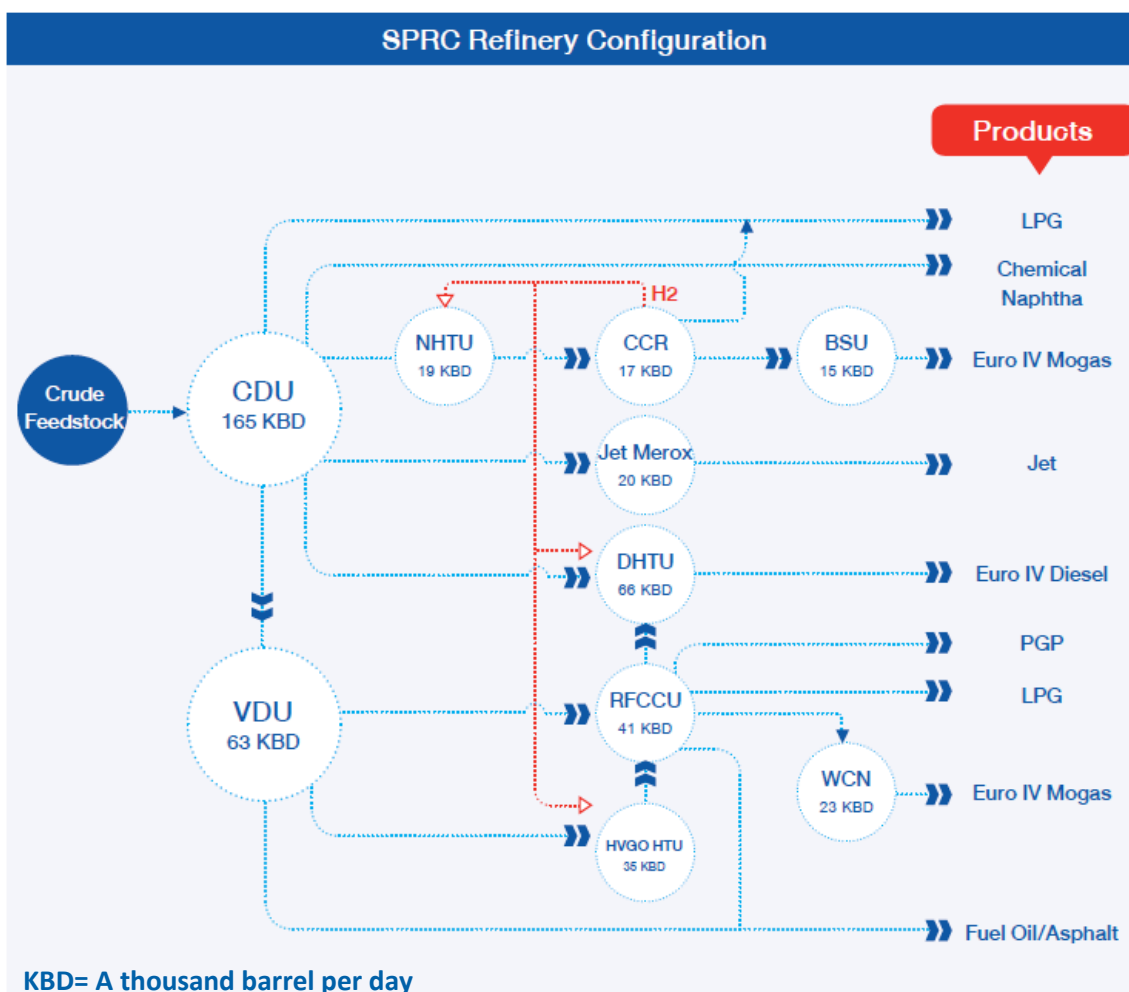 SPRC Refinery Configuration
Products
LPG
Chemical
Naphtha
H2
NHTU
19 KBD
CCR
17 KBD
BSU
15 KBD
Euro IV Mogas
Crude
Feedstock
CDU
165 KBD
Jet Merox
20 KBD
Jet
DHTU
66 KBD
Euro IV Diesel
PGP
LPG
VDU
63 KBD
RFCCU
41 KBD
WCN
23 KBD
Euro IV Mogas
HVGO HTU
35 KBD
Fuel Oil/Asphalt
KBD= A thousand barrel per day